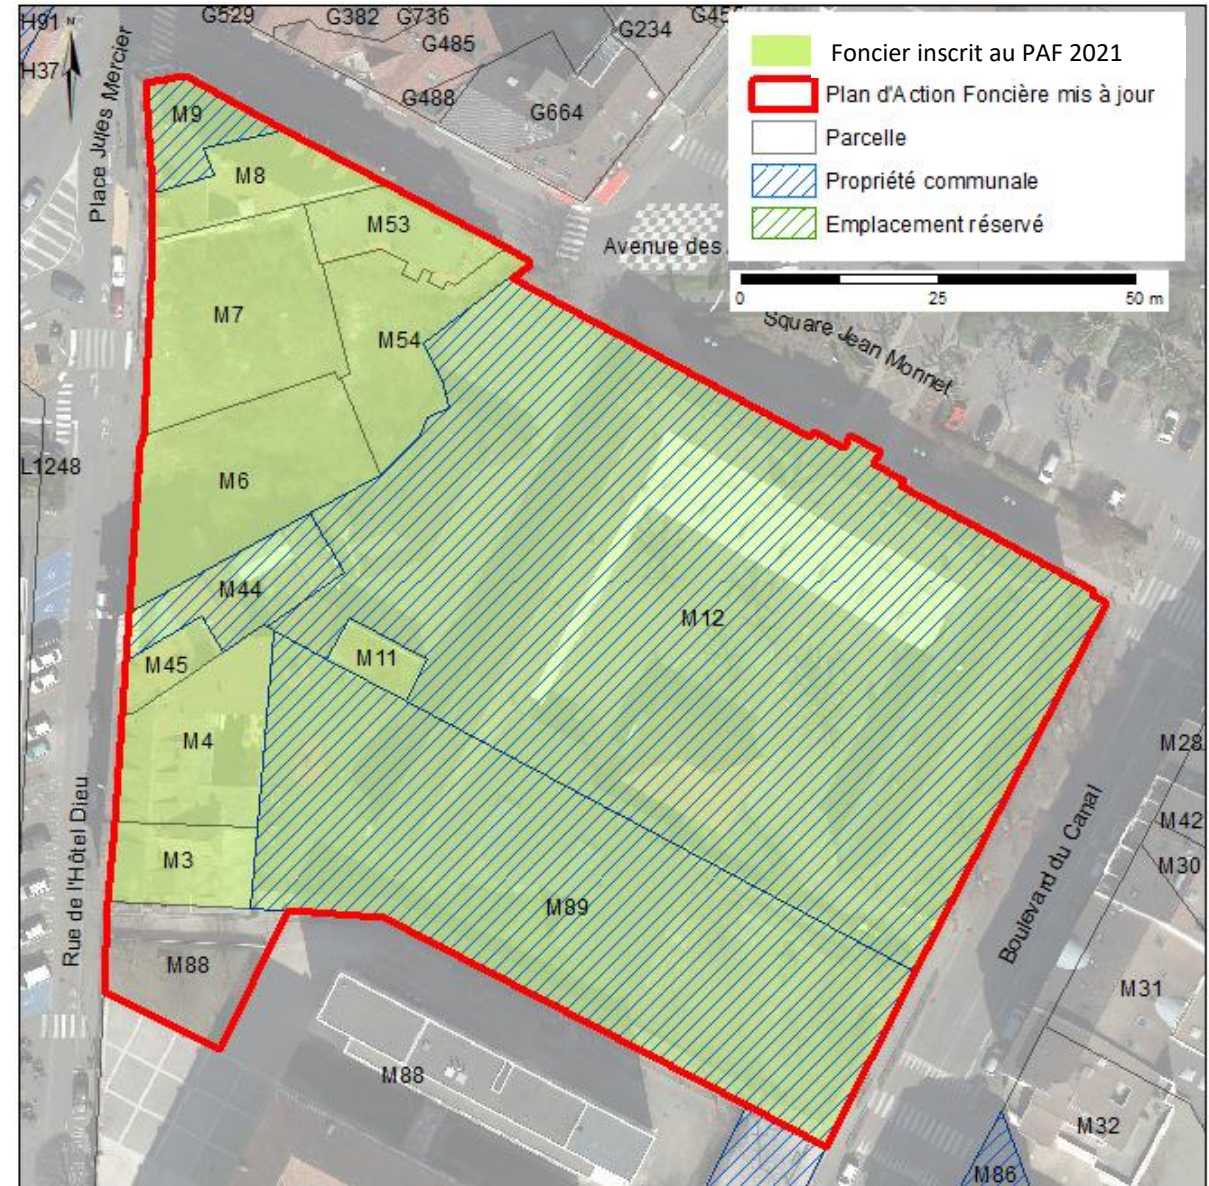 H91
N
G529
G382
G736
G485
G234
H37
G488
G664
Place Jules Mercier
Foncier inscrit au PAF 2021
Plan d'Action Foncière mis à jour
Parcelle
Propriété communale
Emplacement réservé
0 25 50 m
Avenue des
Square Jean Monnet
M9
M8
M53
M7
M54
L1248
M6
M44
M12
M45
M11
M4
M28
M42
M3
M30
M89
Rue de l'Hôtel Dieu
Boulevard du Canal
M88
M31
M88
M32
M86